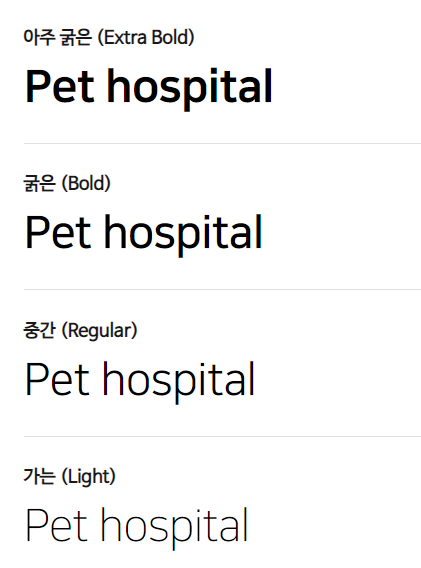 아주 굵은 (Extra Bold)
Pet hospital
굵은 (Bold)
Pet hospital
중간 (Regular)
Pet hospital
가는 (Light)
Pet hospital